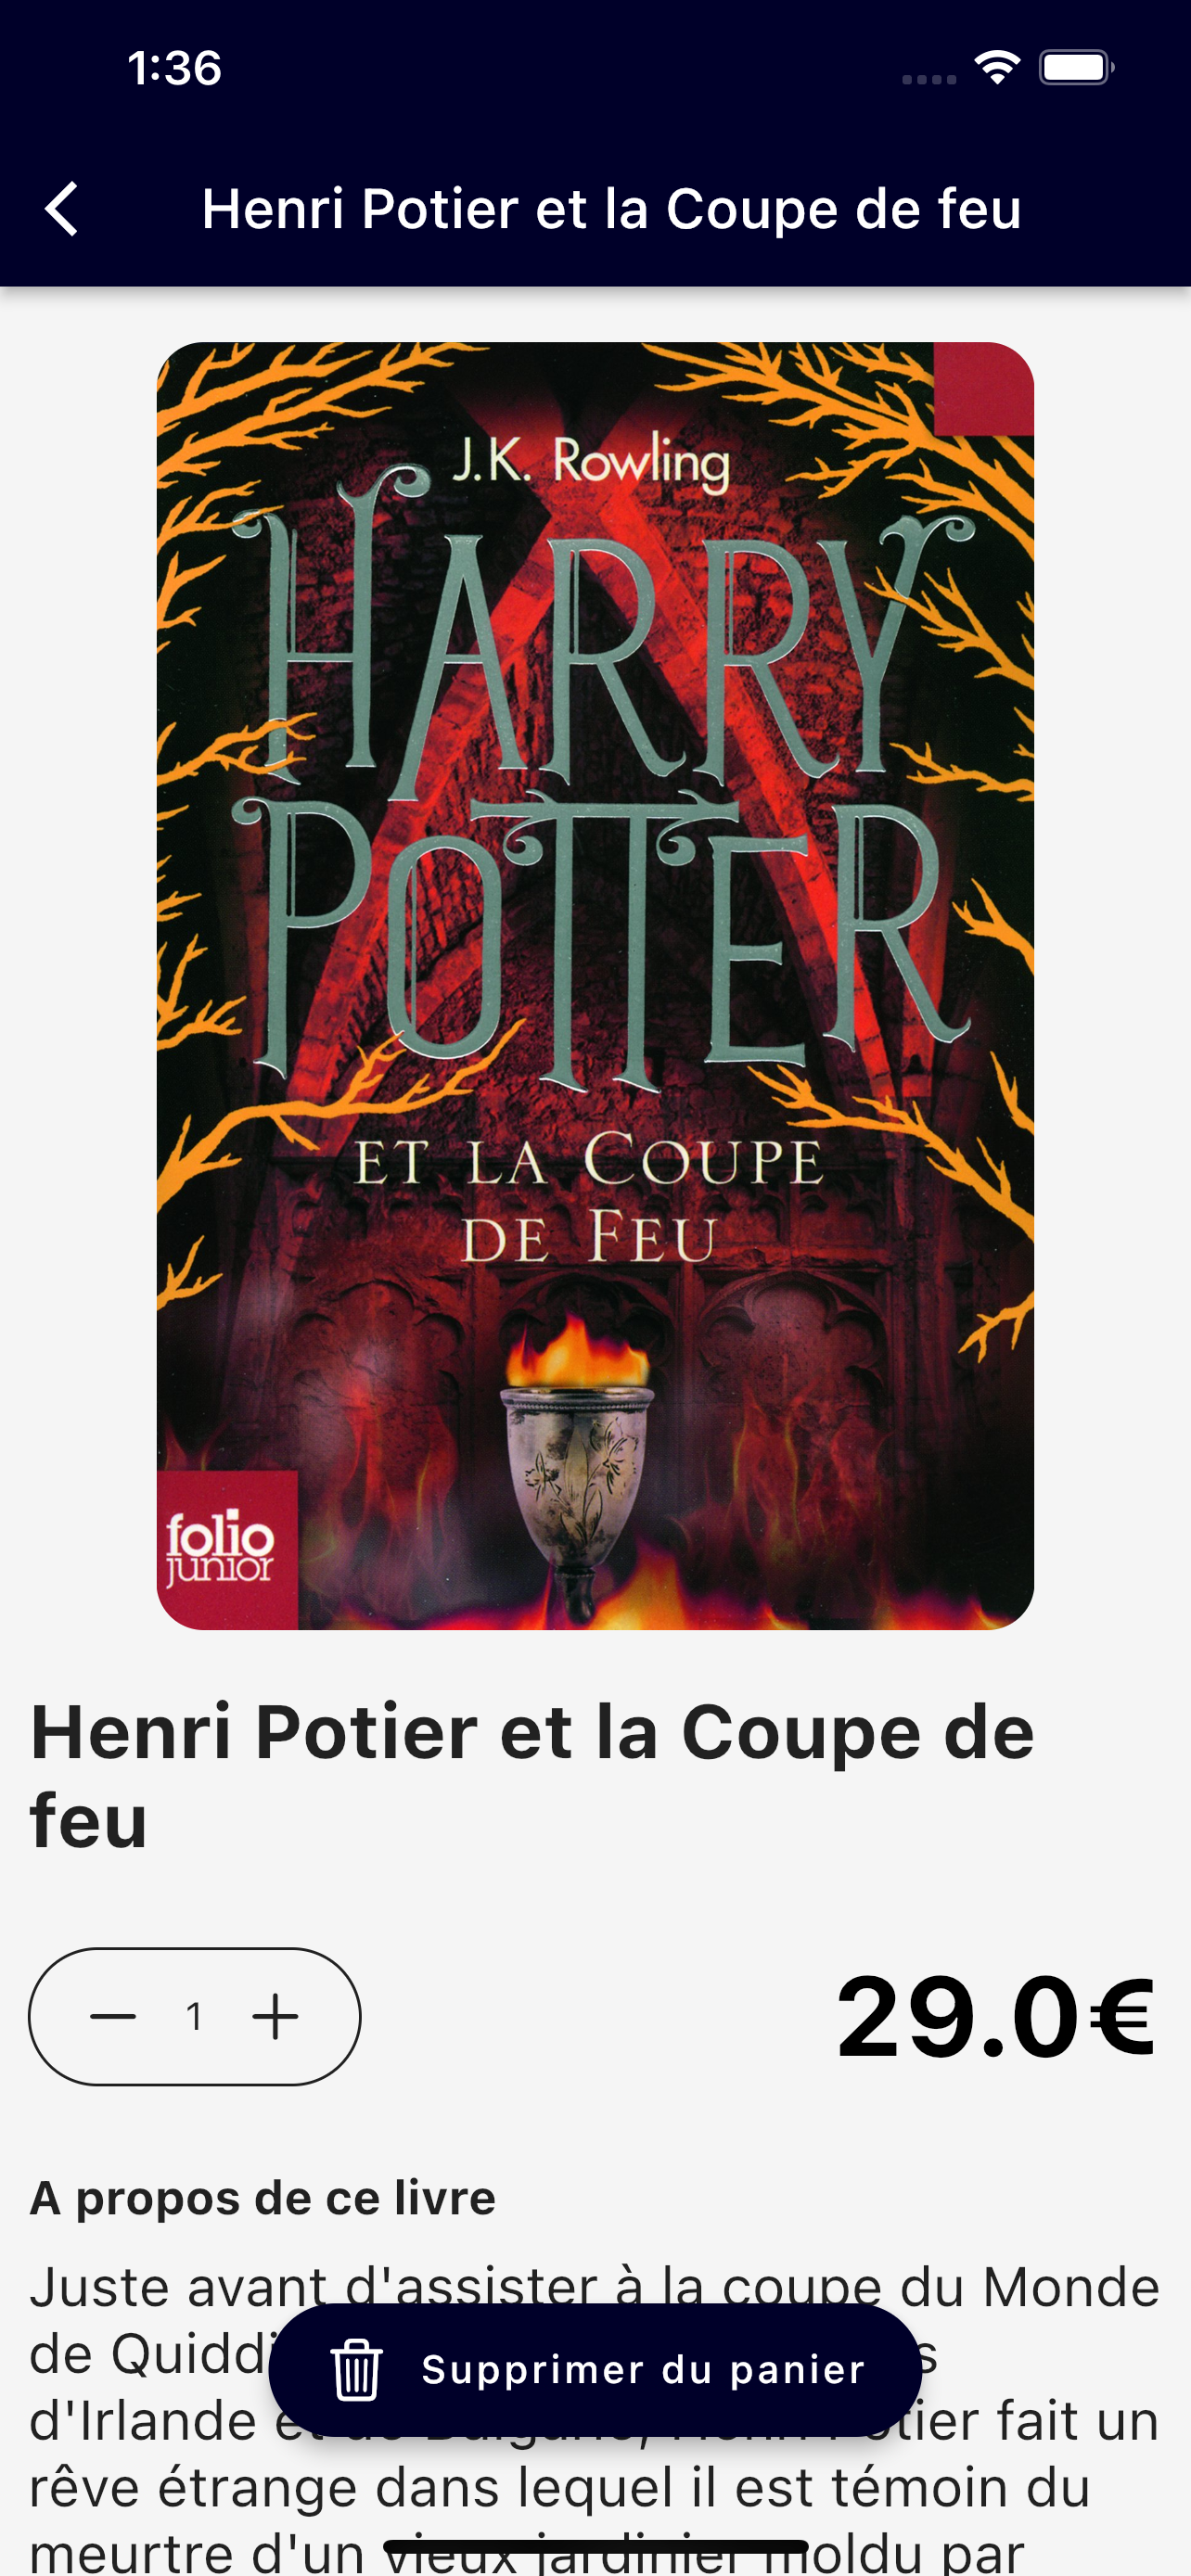 1:36
Henri Potier et la Coupe de feu
J.K. Rowling
HARRY
POTTER
ET LA COUPE
DE FEU
folio
junior
Henri Potier et la Coupe de
feu
1
29.0€
A propos de ce livre
Juste avant d'assister à la coupe du Monde
de
Supprimer du panier
d'Irlande fait un
rêve étrange dans lequel il est témoin du
meurtre d'un vieux jardinier moldu par